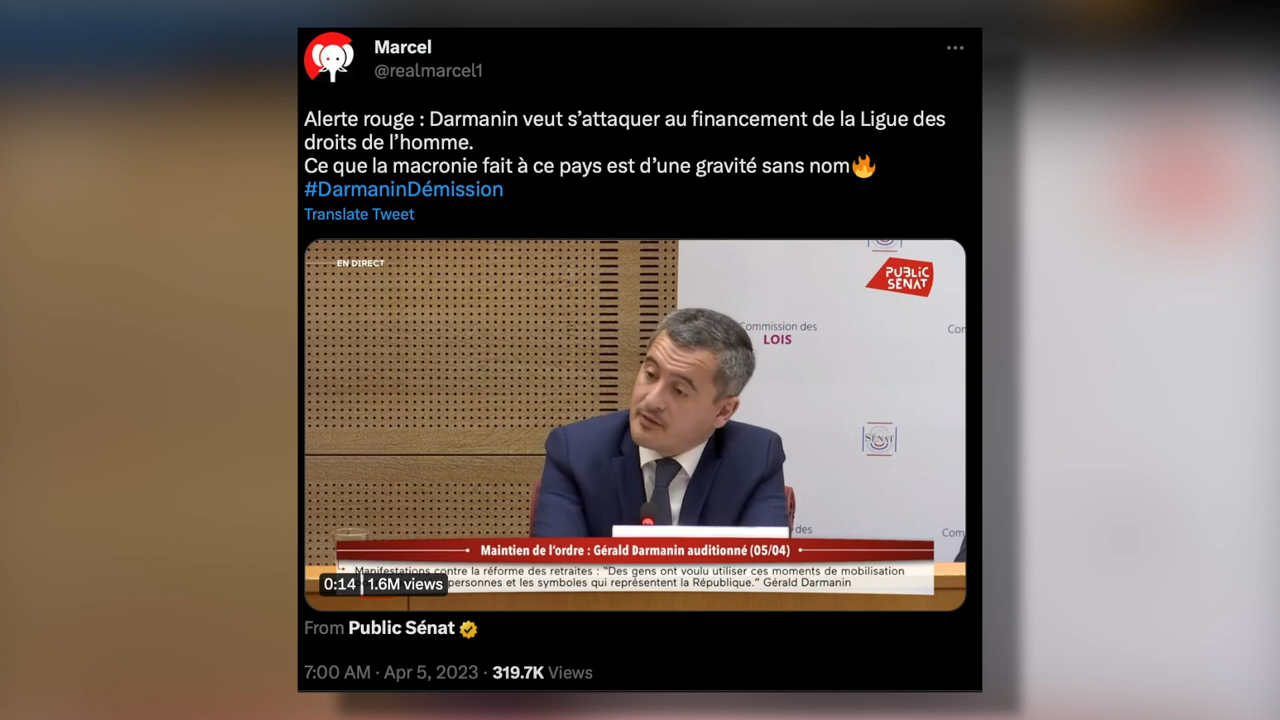 Marcel
@realmarcel1
Alerte rouge : Darmanin veut s’attaquer au financement de la Ligue des
droits de l’homme.
Ce que la macronie fait à ce pays est d’une gravité sans nom🔥
#DarmaninDémission
Translate Tweet
EN DIRECT
PUBLIC
SÉNAT
Commission des
LOIS
Com
SÉNAT
des
Com
Maintien de l’ordre : Gérald Darmanin auditionné (05/04)
Manifestations contre la réforme des retraites : “Des gens ont voulu utiliser ces moments de mobilisation
personnes et les symboles qui représentent la République.” Gérald Darmanin
0:14 | 1.6M views
From Public Sénat
7:00 AM · Apr 5, 2023 · 319.7K Views